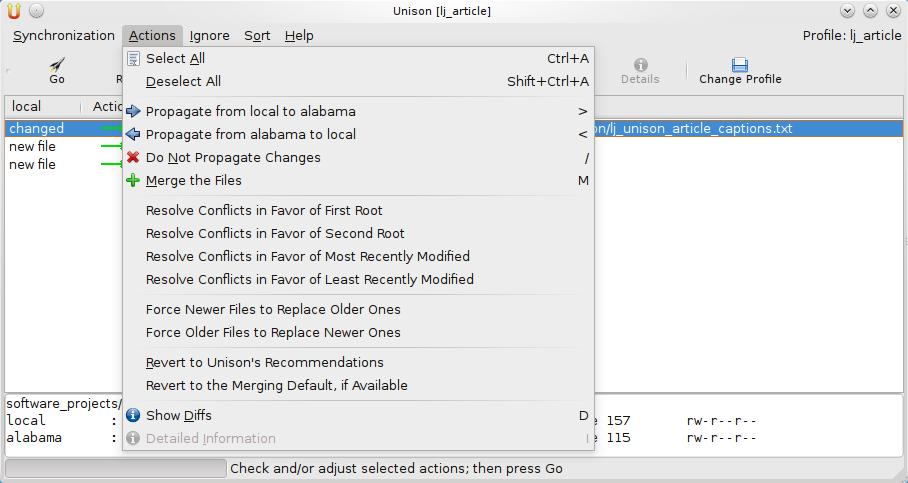 Unison [lj_article]
Synchronization Actions Ignore Sort Help Profile: lj_article
Go R Details Change Profile
local Actio
changed on/lj_unison_article_captions.txt
new file
new file
Select All Ctrl+A
Deselect All Shift+Ctrl+A
Propagate from local to alabama >
Propagate from alabama to local <
Do Not Propagate Changes /
Merge the Files M
Resolve Conflicts in Favor of First Root
Resolve Conflicts in Favor of Second Root
Resolve Conflicts in Favor of Most Recently Modified
Resolve Conflicts in Favor of Least Recently Modified
Force Newer Files to Replace Older Ones
Force Older Files to Replace Newer Ones
Revert to Unison's Recommendations
Revert to the Merging Default, if Available
Show Diffs D
Detailed Information I
software_projects/
local : e 157 rw-r--r--
alabama : e 115 rw-r--r--
Check and/or adjust selected actions; then press Go